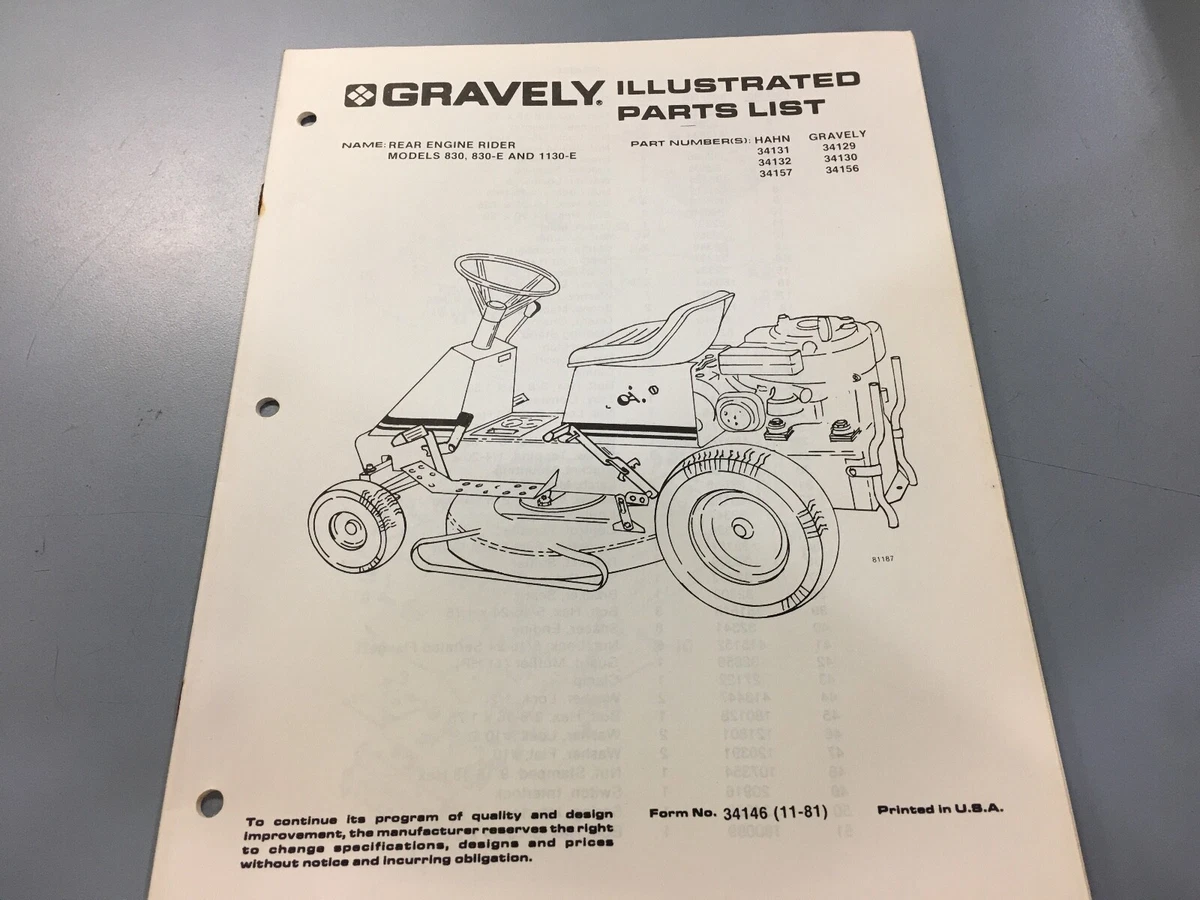 GRAVELY. ILLUSTRATED
PARTS LIST
NAME: REAR ENGINE RIDER
MODELS 830, 830-E AND 1130-E
PART NUMBER(S): HAHN GRAVELY
34131 34129
34132 34130
34157 34156
81187
To continue its program of quality and design
improvement, the manufacturer reserves the right
to change specifications, designs and prices
without notice and incurring obligation.
Form No. 34146 (11-81)
Printed in U.S.A.